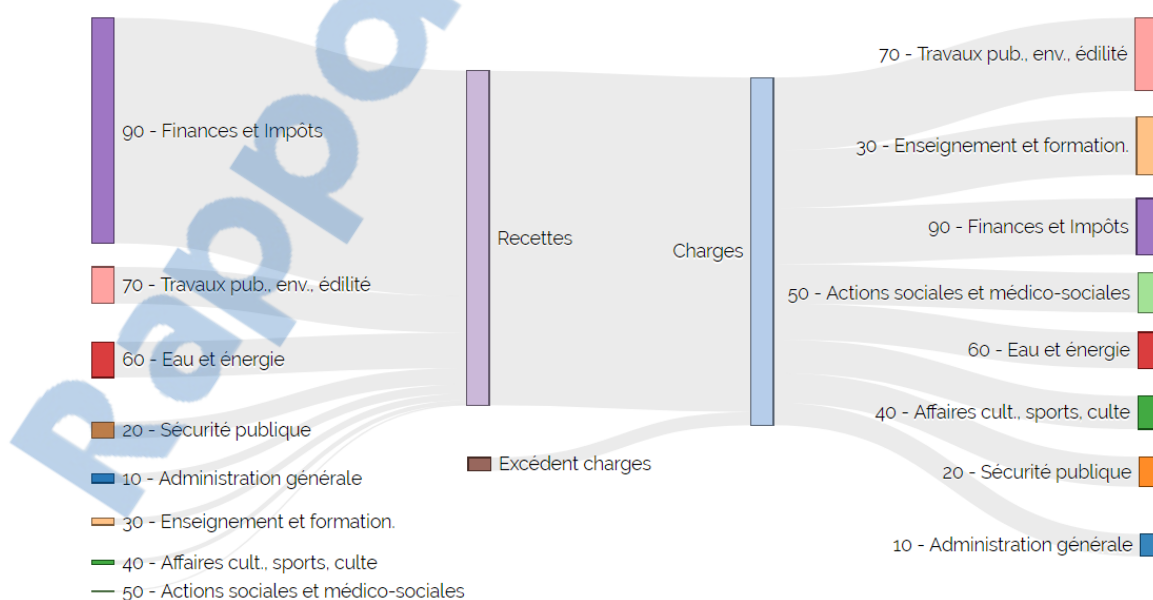 90 - Finances et Impôts
70 - Travaux pub., env., édilité
60 - Eau et énergie
20 - Sécurité publique
10 - Administration générale
30 - Enseignement et formation.
40 - Affaires cult., sports, culte
50 - Actions sociales et médico-sociales
Recettes
Excédent charges
Charges
70 - Travaux pub., env., édilité
30 - Enseignement et formation.
90 - Finances et Impôts
50 - Actions sociales et médico-sociales
60 - Eau et énergie
40 - Affaires cult., sports, culte
20 - Sécurité publique
10 - Administration générale
Rappo